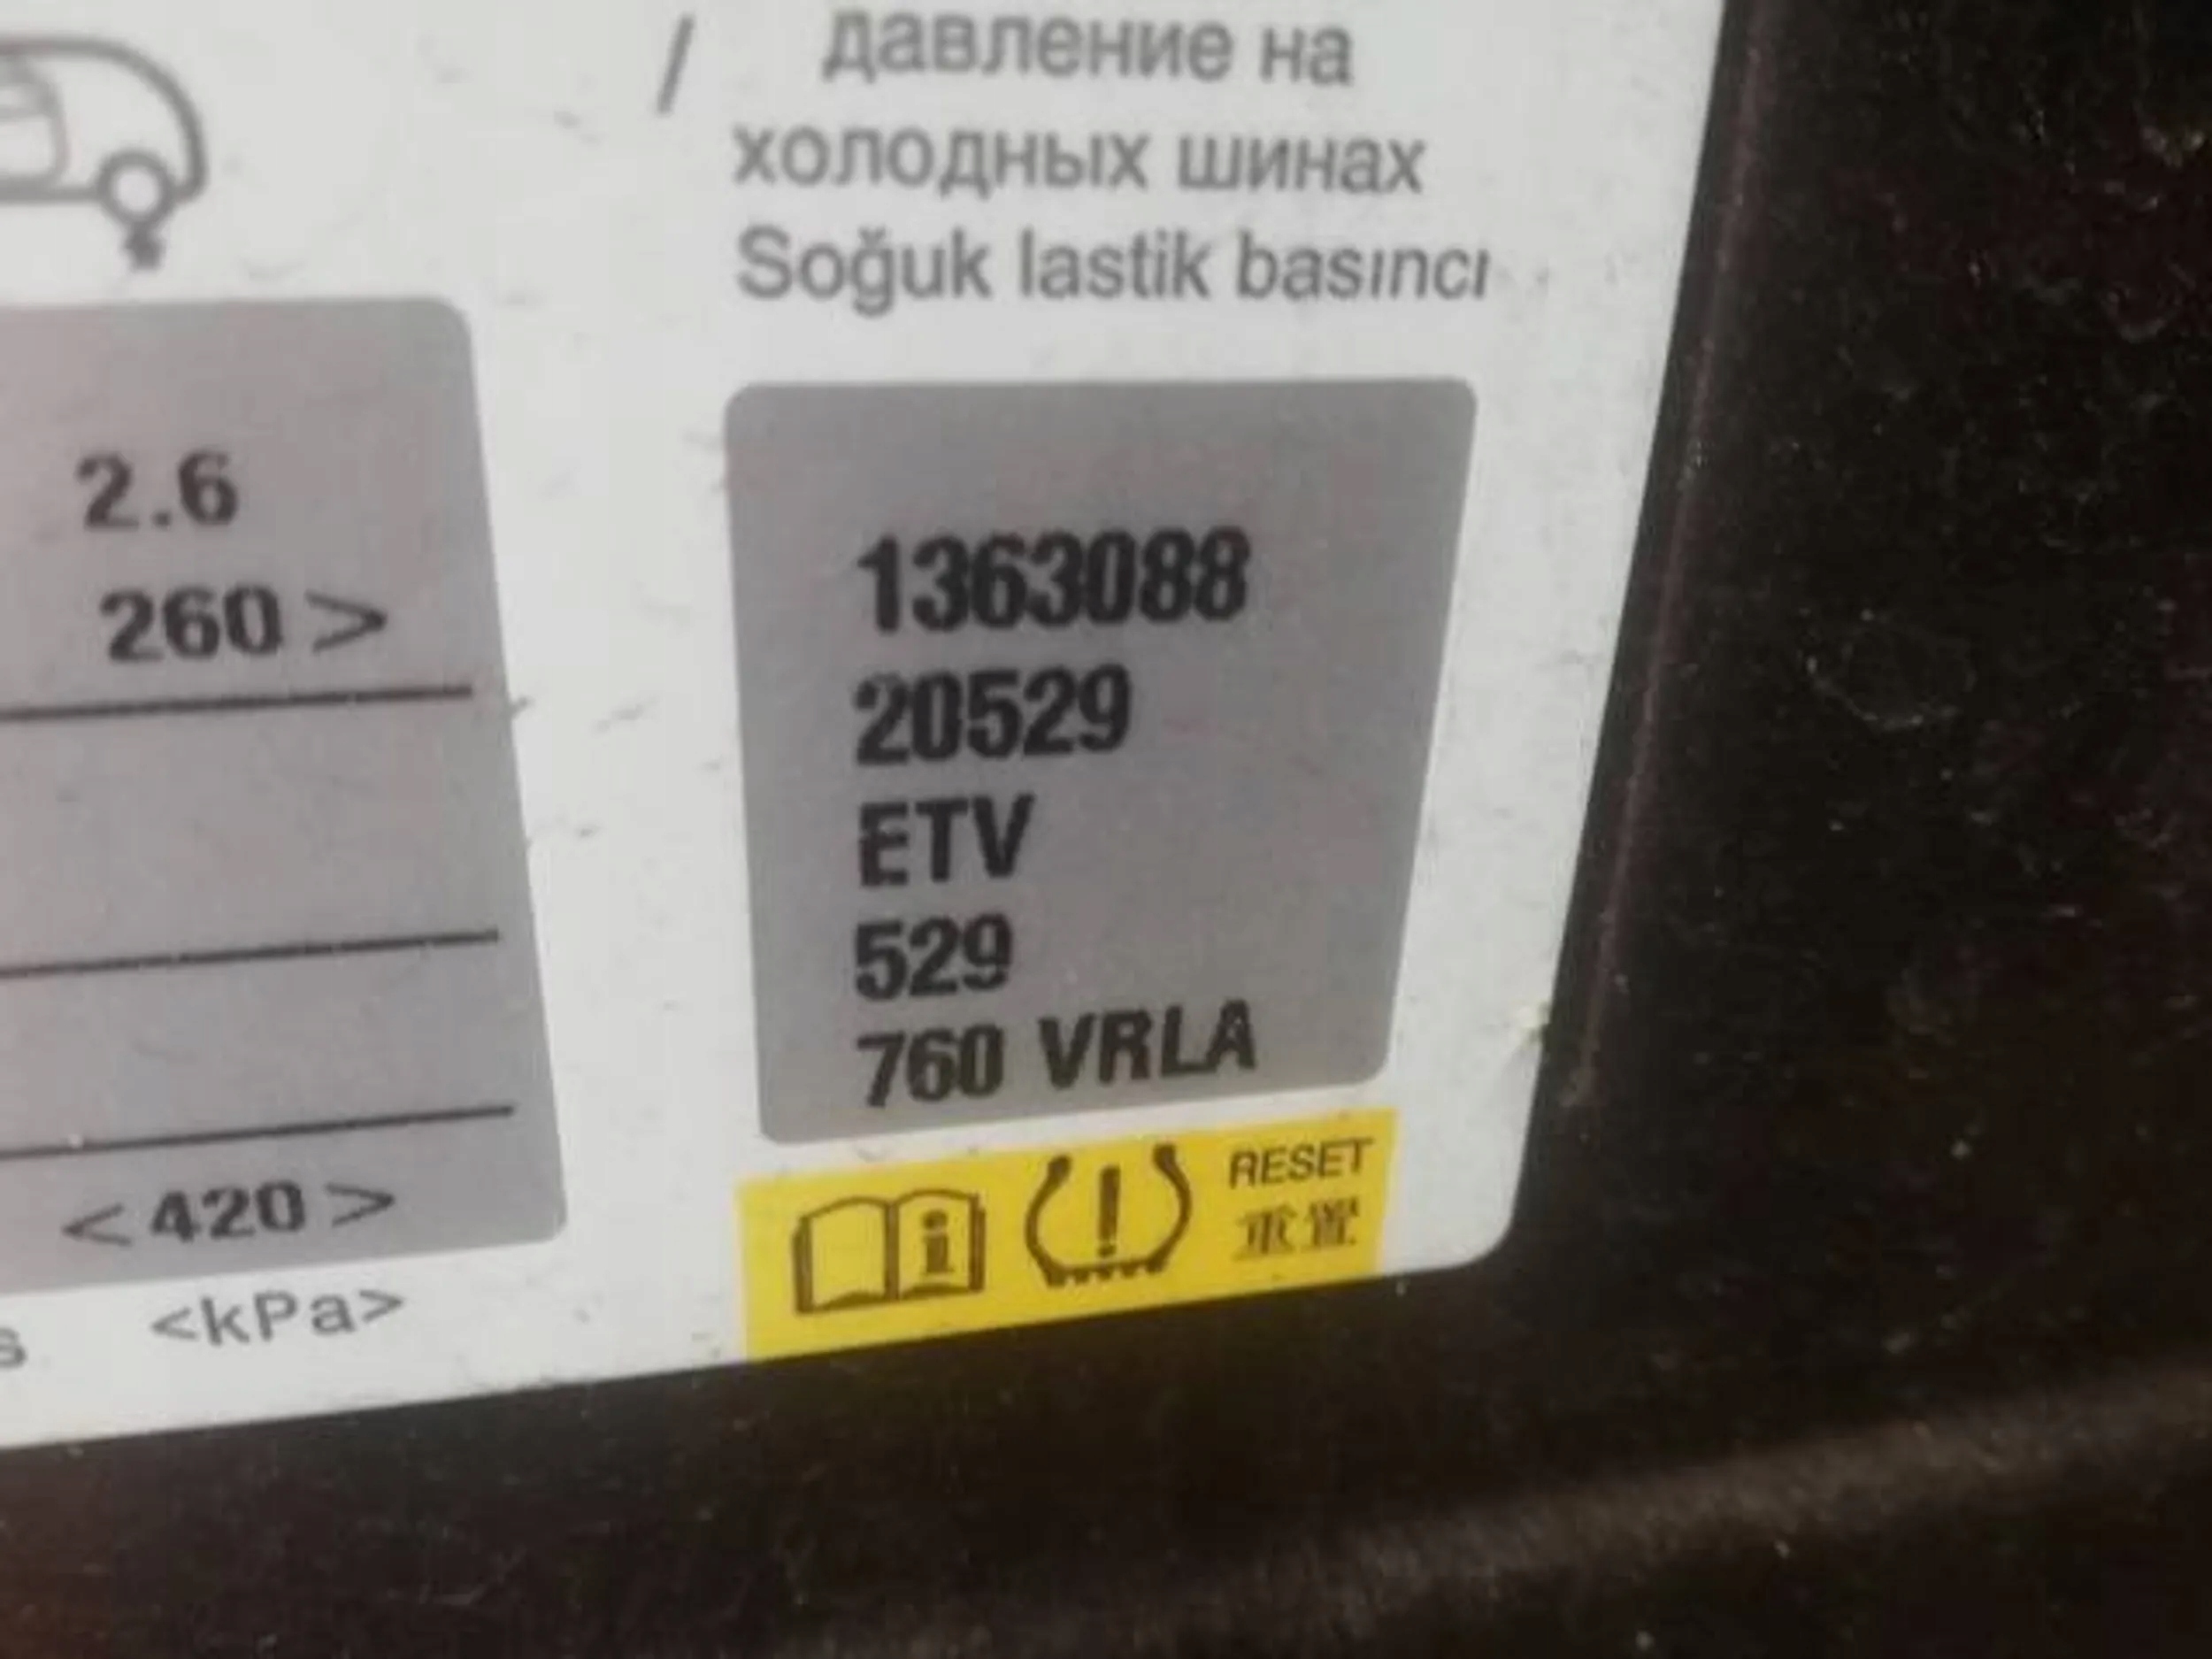 / давление на
холодных шинах
Soğuk lastik basıncı
2.6
260 >
< 420 >
<kPa>
1363088
20529
ETV
529
760 VRLA
RESET
重置